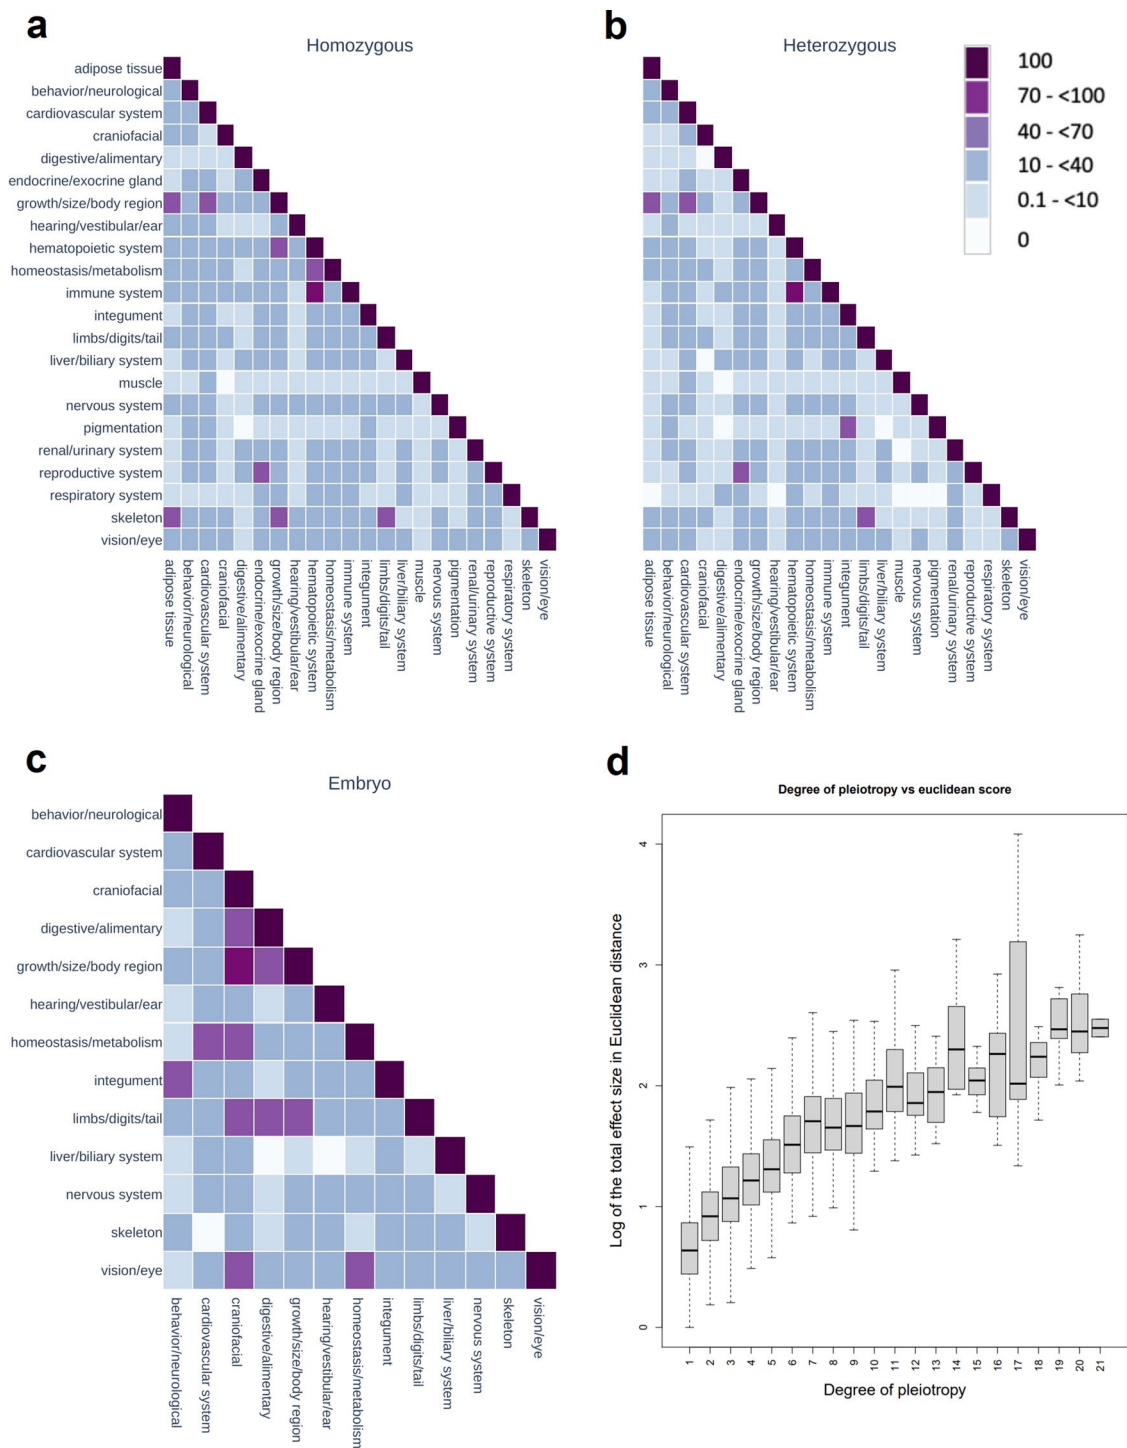 a
Homozygous
adipose tissue
behavior/neurological
cardiovascular system
craniofacial
digestive/alimentary
endocrine/exocrine gland
growth/size/body region
hearing/vestibular/ear
hematopoietic system
homeostasis/metabolism
immune system
integument
limbs/digits/tail
liver/biliary system
muscle
nervous system
pigmentation
renal/urinary system
reproductive system
respiratory system
skeleton
vision/eye
adipose tissue
behavior/neurological
cardiovascular system
craniofacial
digestive/alimentary
endocrine/exocrine gland
growth/size/body region
hearing/vestibular/ear
hematopoietic system
homeostasis/metabolism
immune system
integument
limbs/digits/tail
liver/biliary system
muscle
nervous system
pigmentation
renal/urinary system
reproductive system
respiratory system
skeleton
vision/eye
b
Heterozygous
100
70 - <100
40 - <70
10 - <40
0.1 - <10
0
adipose tissue
behavior/neurological
cardiovascular system
craniofacial
digestive/alimentary
endocrine/exocrine gland
growth/size/body region
hearing/vestibular/ear
hematopoietic system
homeostasis/metabolism
immune system
integument
limbs/digits/tail
liver/biliary system
muscle
nervous system
pigmentation
renal/urinary system
reproductive system
respiratory system
skeleton
vision/eye
c
Embryo
behavior/neurological
cardiovascular system
craniofacial
digestive/alimentary
growth/size/body region
hearing/vestibular/ear
homeostasis/metabolism
integument
limbs/digits/tail
liver/biliary system
nervous system
skeleton
vision/eye
behavior/neurological
cardiovascular system
craniofacial
digestive/alimentary
growth/size/body region
hearing/vestibular/ear
homeostasis/metabolism
integument
limbs/digits/tail
liver/biliary system
nervous system
skeleton
vision/eye
d
Degree of pleiotropy vs euclidean score
Log of the total effect size in Euclidean distance
4
3
2
1
0
1
2
3
4
5
6
7
8
9
10
11
12
13
14
15
16
17
18
19
20
21
Degree of pleiotropy